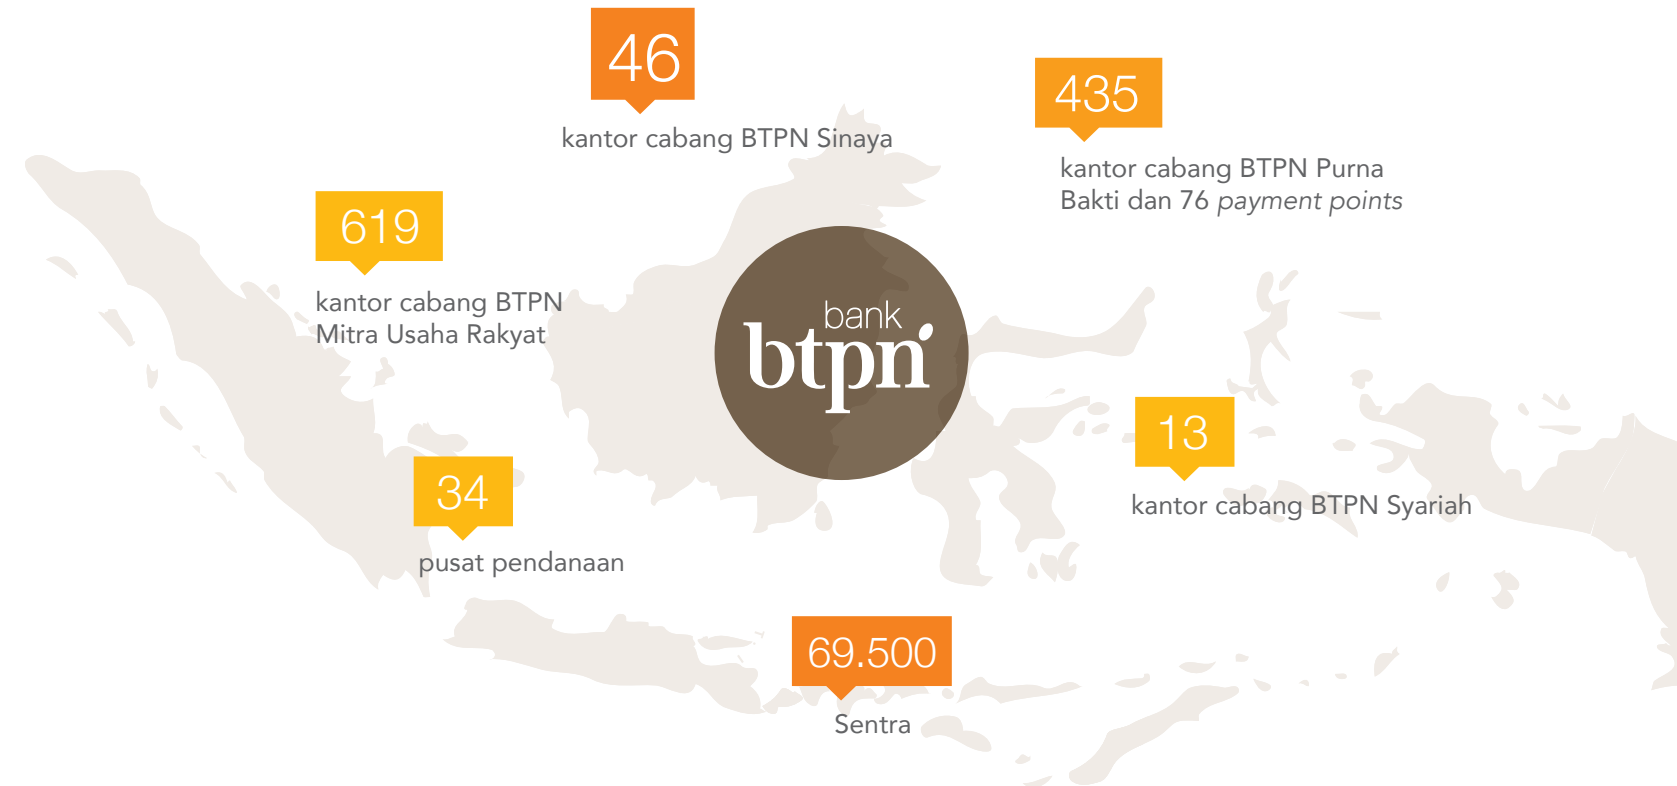 46
kantor cabang BTPN Sinaya
435
kantor cabang BTPN Purna
Bakti dan 76 payment points
619
kantor cabang BTPN
Mitra Usaha Rakyat
bank
btpn
13
kantor cabang BTPN Syariah
34
pusat pendanaan
69.500
Sentra